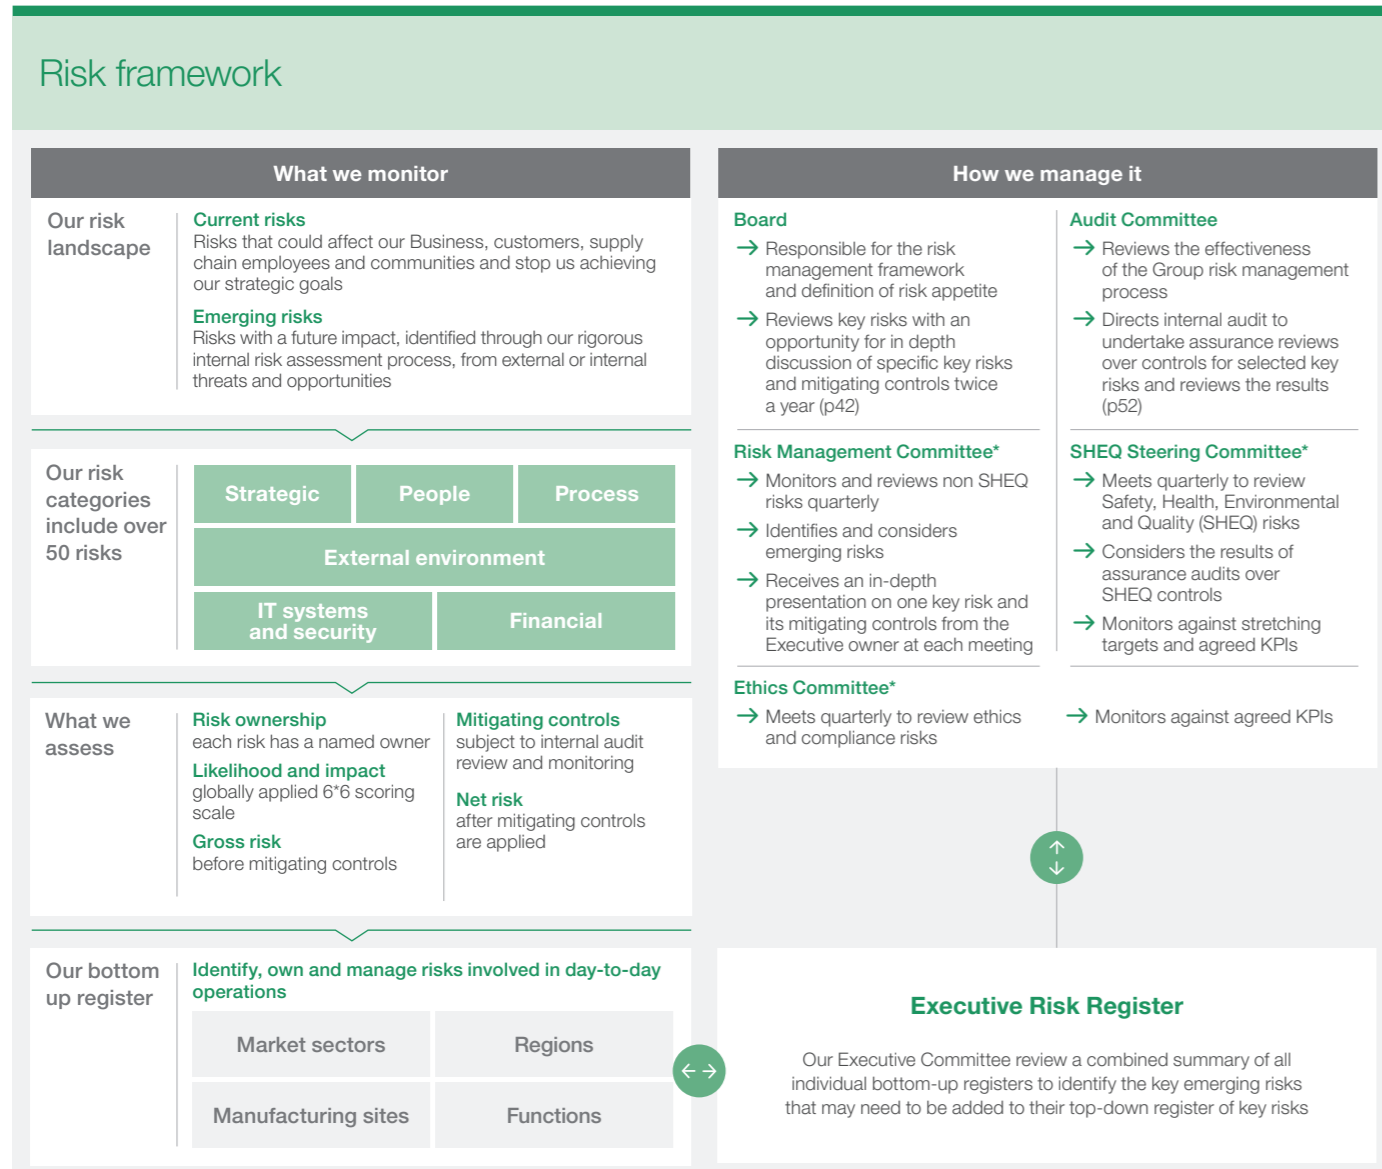 Risk framework
What we monitor
Our risk
landscape
Current risks
Risks that could affect our Business, customers, supply
chain employees and communities and stop us achieving
our strategic goals
Emerging risks
Risks with a future impact, identified through our rigorous
internal risk assessment process, from external or internal
threats and opportunities
Our risk
categories
include over
50 risks
Strategic
People
Process
External environment
IT systems
and security
Financial
What we
assess
Risk ownership
each risk has a named owner
Likelihood and impact
globally applied 6*6 scoring
scale
Gross risk
before mitigating controls
Mitigating controls
subject to internal audit
review and monitoring
Net risk
after mitigating controls
are applied
Our bottom
up register
Identify, own and manage risks involved in day-to-day
operations
Market sectors
Regions
Manufacturing sites
Functions
How we manage it
Board
→ Responsible for the risk
management framework
and definition of risk appetite
→ Reviews key risks with an
opportunity for in depth
discussion of specific key risks
and mitigating controls twice
a year (p42)
Audit Committee
→ Reviews the effectiveness
of the Group risk management
process
→ Directs internal audit to
undertake assurance reviews
over controls for selected key
risks and reviews the results
(p52)
Risk Management Committee*
→ Monitors and reviews non SHEQ
risks quarterly
→ Identifies and considers
emerging risks
→ Receives an in-depth
presentation on one key risk and
its mitigating controls from the
Executive owner at each meeting
SHEQ Steering Committee*
→ Meets quarterly to review
Safety, Health, Environmental
and Quality (SHEQ) risks
→ Considers the results of
assurance audits over
SHEQ controls
→ Monitors against stretching
targets and agreed KPIs
Ethics Committee*
→ Meets quarterly to review ethics
and compliance risks
→ Monitors against agreed KPIs
Executive Risk Register
Our Executive Committee review a combined summary of all
individual bottom-up registers to identify the key emerging risks
that may need to be added to their top-down register of key risks